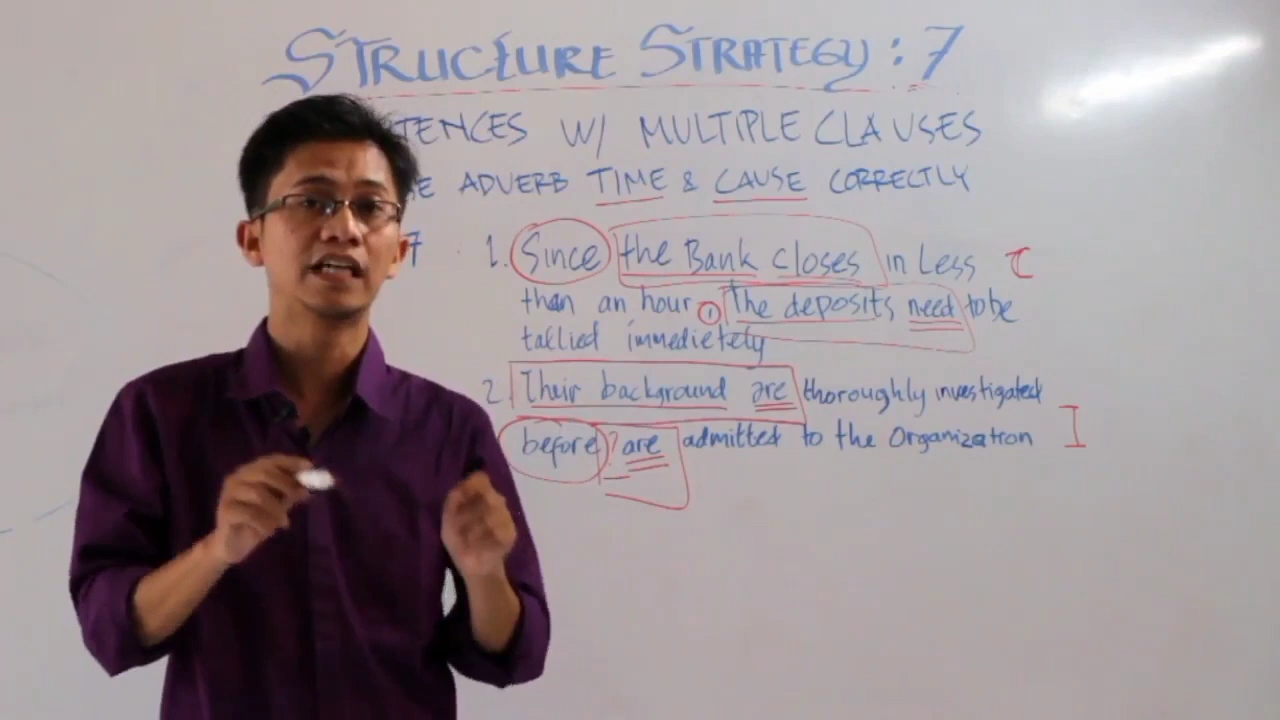 STRUCTURE STRATEGY : 7
TENCES W/ MULTIPLE CLAUSES
E ADVERB TIME & CAUSE CORRECTLY
7 1. Since the Bank closes in Less C
than an hour , The deposits need to be
tallied immedietely
2 Their background are thoroughly investigated
before ? are admitted to the Organization I